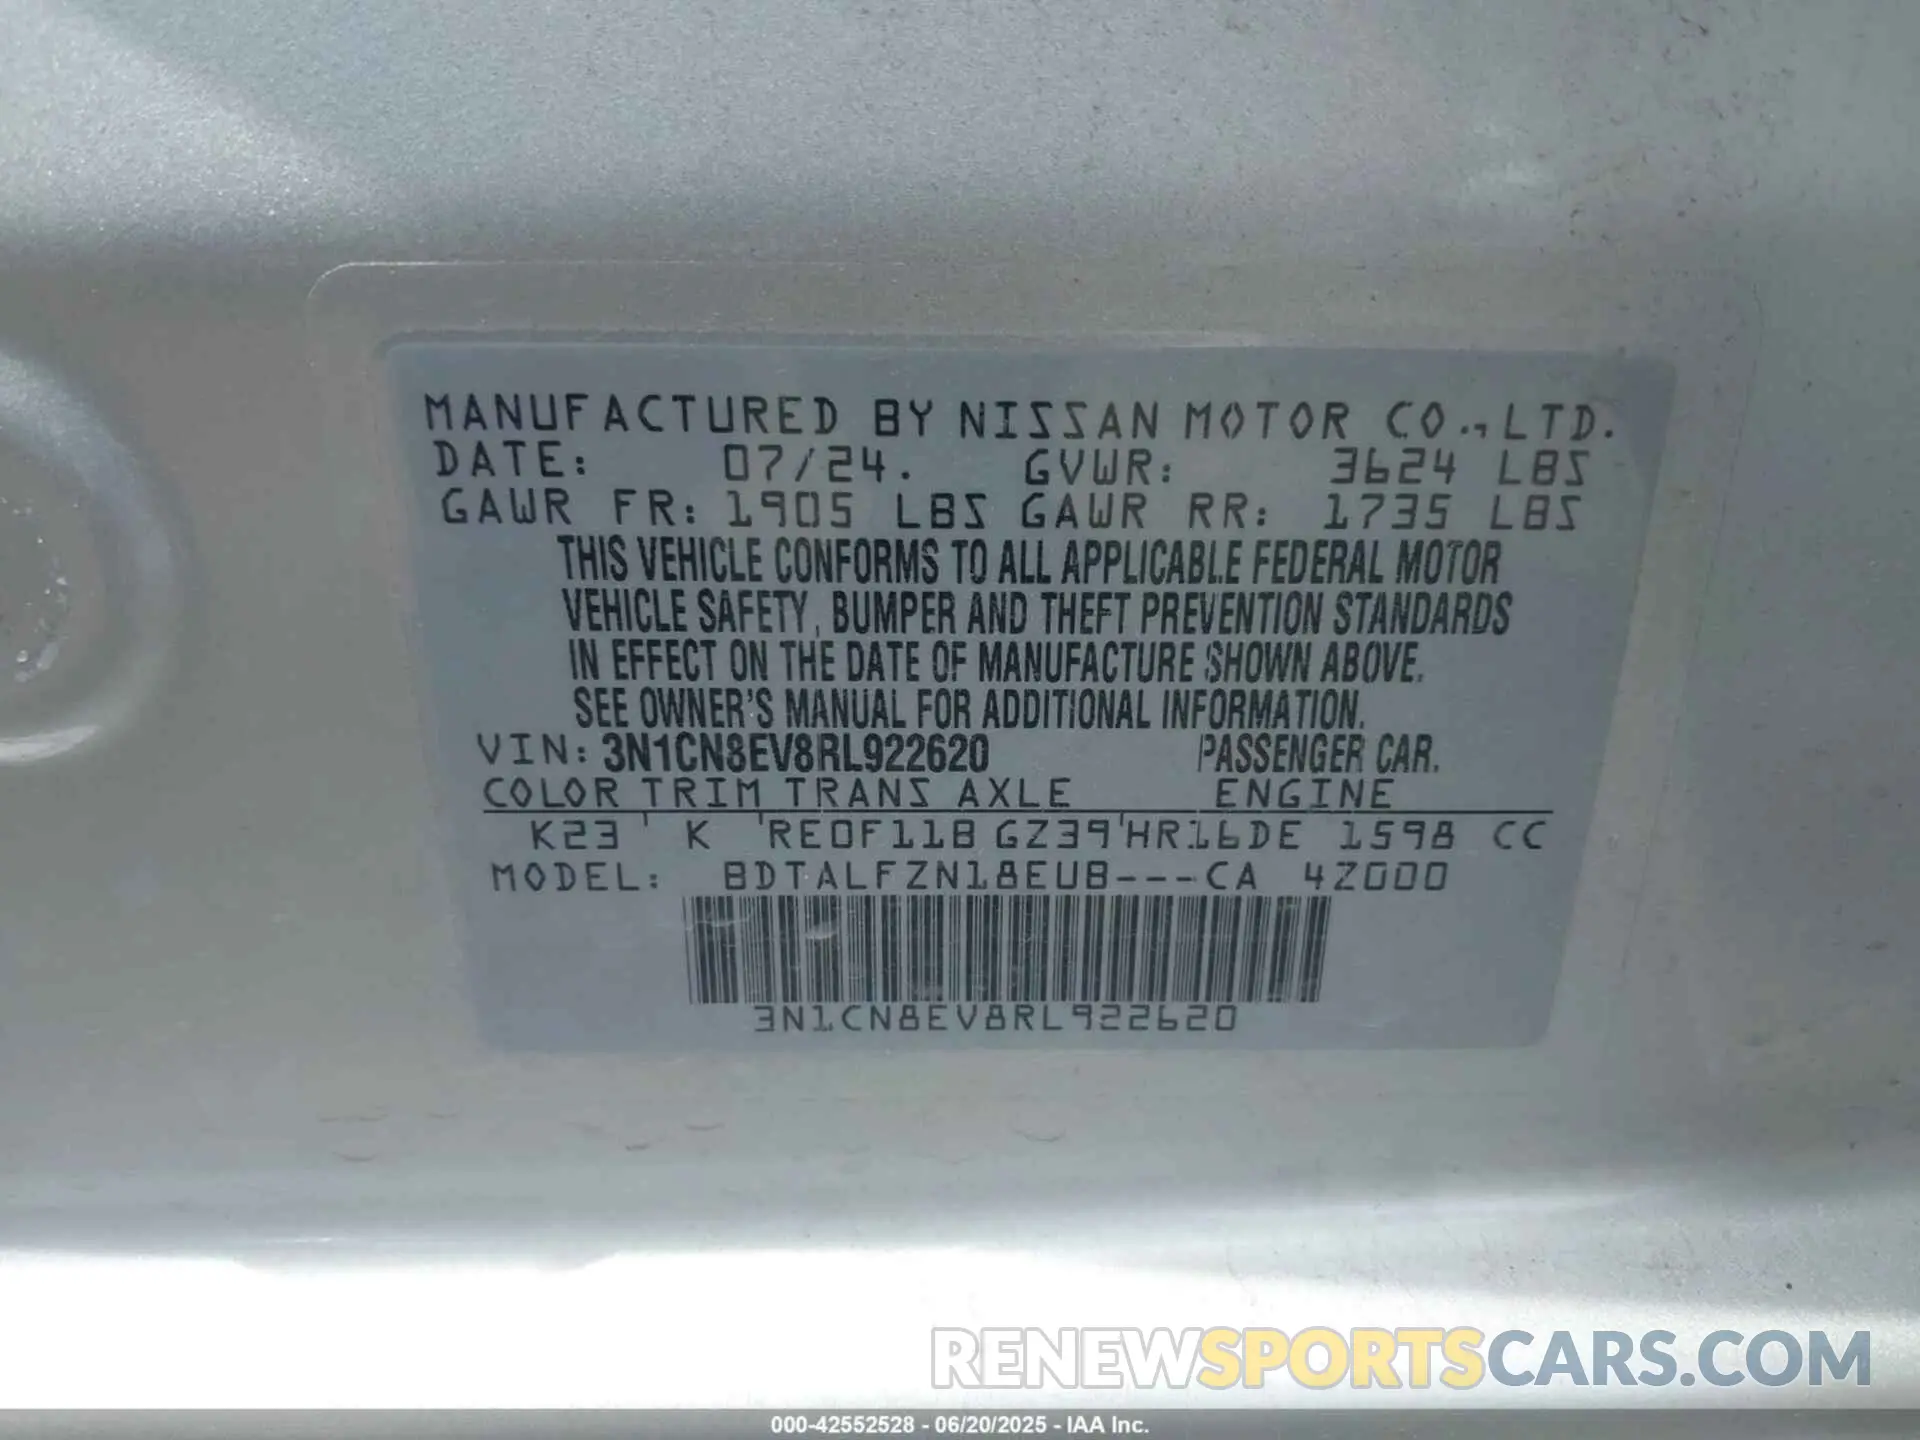 MANUFACTURED BY NISSAN MOTOR CO., LTD.
DATE: 07/24. GVWR: 3624 LBS
GAWR FR: 1905 LBS GAWR RR: 1735 LBS
THIS VEHICLE CONFORMS TO ALL APPLICABLE FEDERAL MOTOR
VEHICLE SAFETY, BUMPER AND THEFT PREVENTION STANDARDS
IN EFFECT ON THE DATE OF MANUFACTURE SHOWN ABOVE.
SEE OWNER'S MANUAL FOR ADDITIONAL INFORMATION.
VIN: 3N1CN8EV8RL922620 PASSENGER CAR.
COLOR TRIM TRANS AXLE ENGINE
K23 ' K 'RE0F11B GZ39'HR16DE 1598 CC
MODEL: BDTALFZN18EUB---CA 4Z000
3N1CN8EV8RL922620
RENEWSPORTSCARS.COM
000-42552528 - 06/20/2025 - IAA Inc.